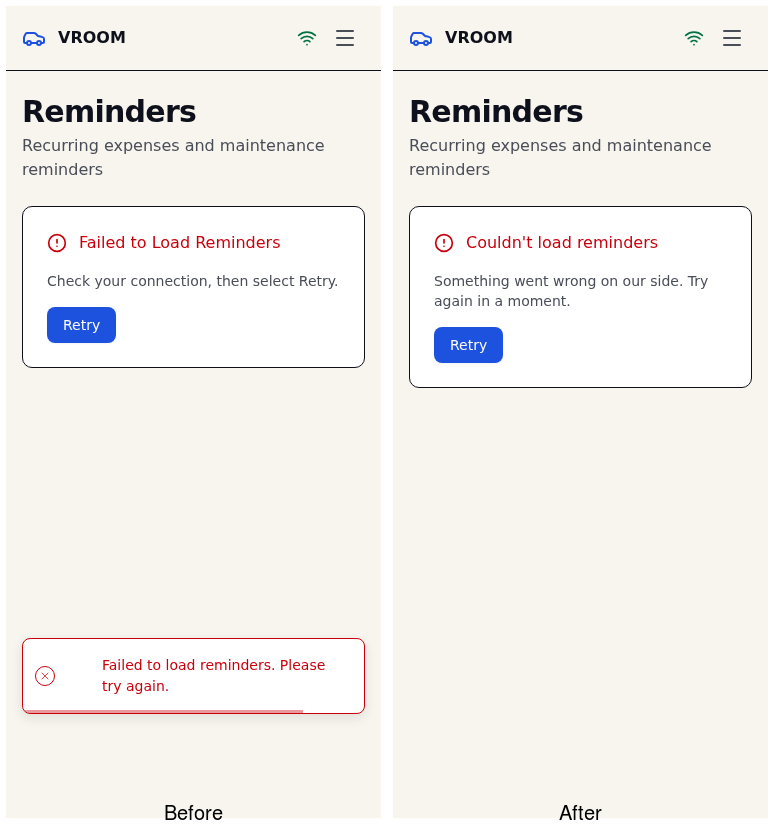 VROOM
Reminders
Recurring expenses and maintenance
reminders
Failed to Load Reminders
Check your connection, then select Retry.
Retry
Failed to load reminders. Please
try again.
Before
VROOM
Reminders
Recurring expenses and maintenance
reminders
Couldn't load reminders
Something went wrong on our side. Try
again in a moment.
Retry
After